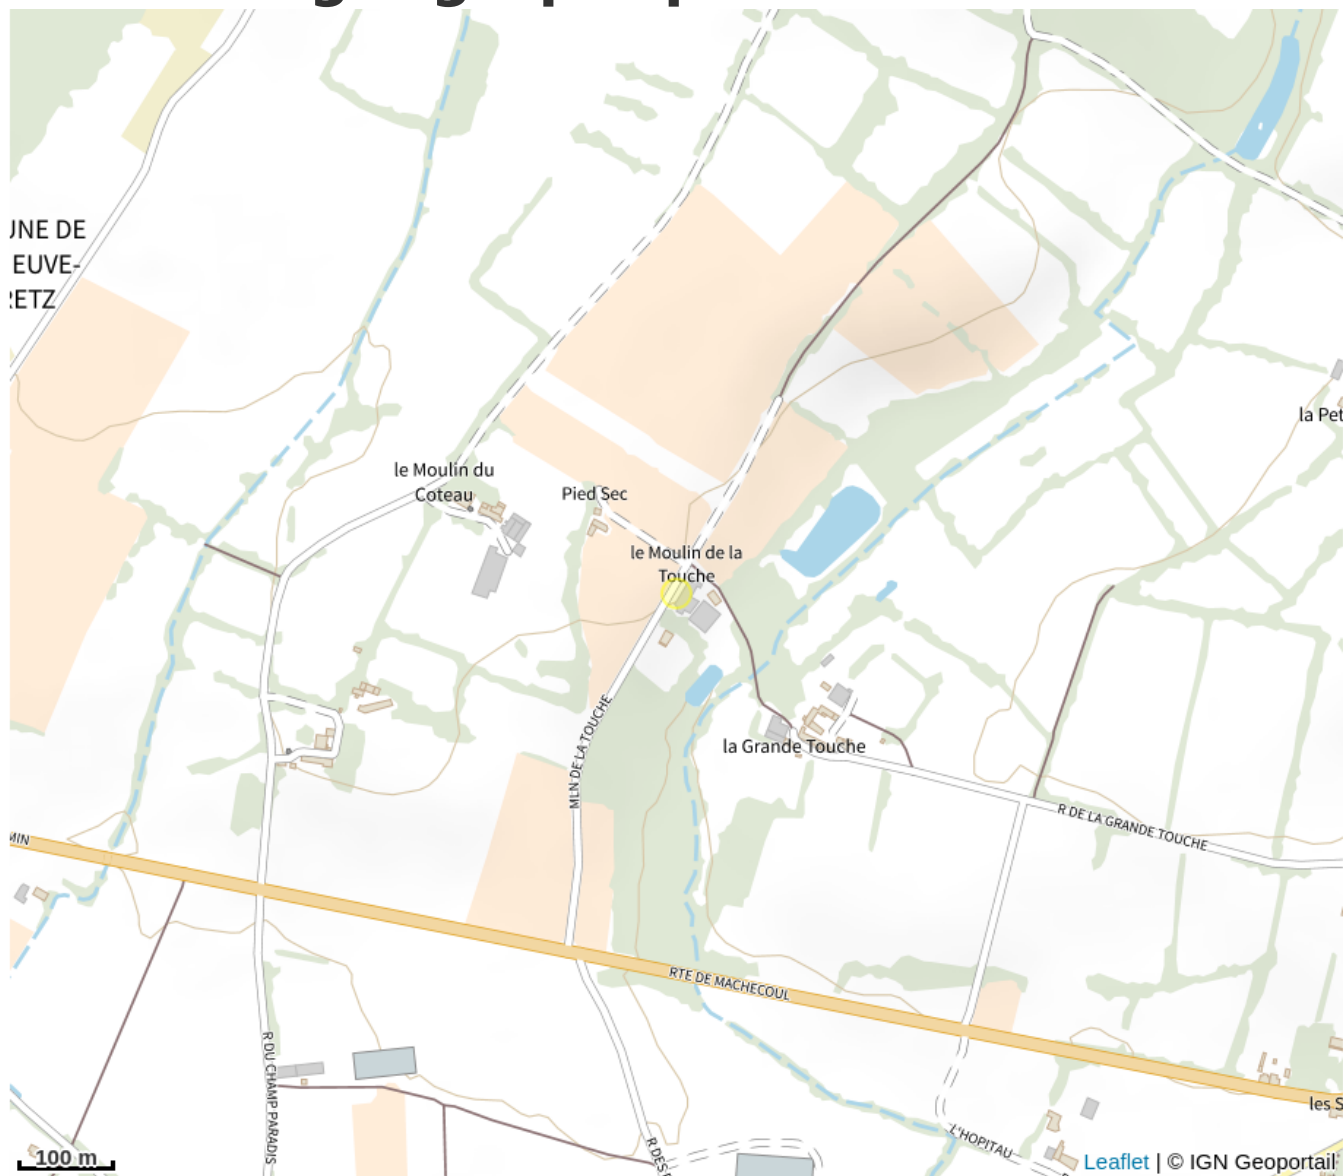 UNE DE
EUVE-
RETZ
le Moulin du
Coteau
Pied Sec
la Pet
le Moulin de la
Touche
MLN DE LA TOUCHE
la Grande Touche
R DE LA GRANDE TOUCHE
MIN
RTE DE MACHECOUL
R DU CHAMP PARADIS
R DES
L'HOPITAU
les S
100 m
Leaflet | © IGN Geoportail